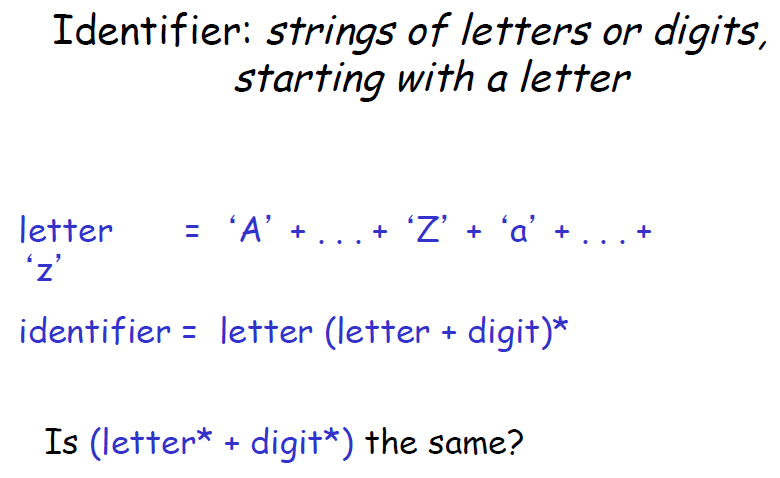 Identifier: strings of letters or digits,
starting with a letter
letter = ‘A’ + . . . + ‘Z’ + ‘a’ + . . . +
‘z’
identifier = letter (letter + digit)*
Is (letter* + digit*) the same?